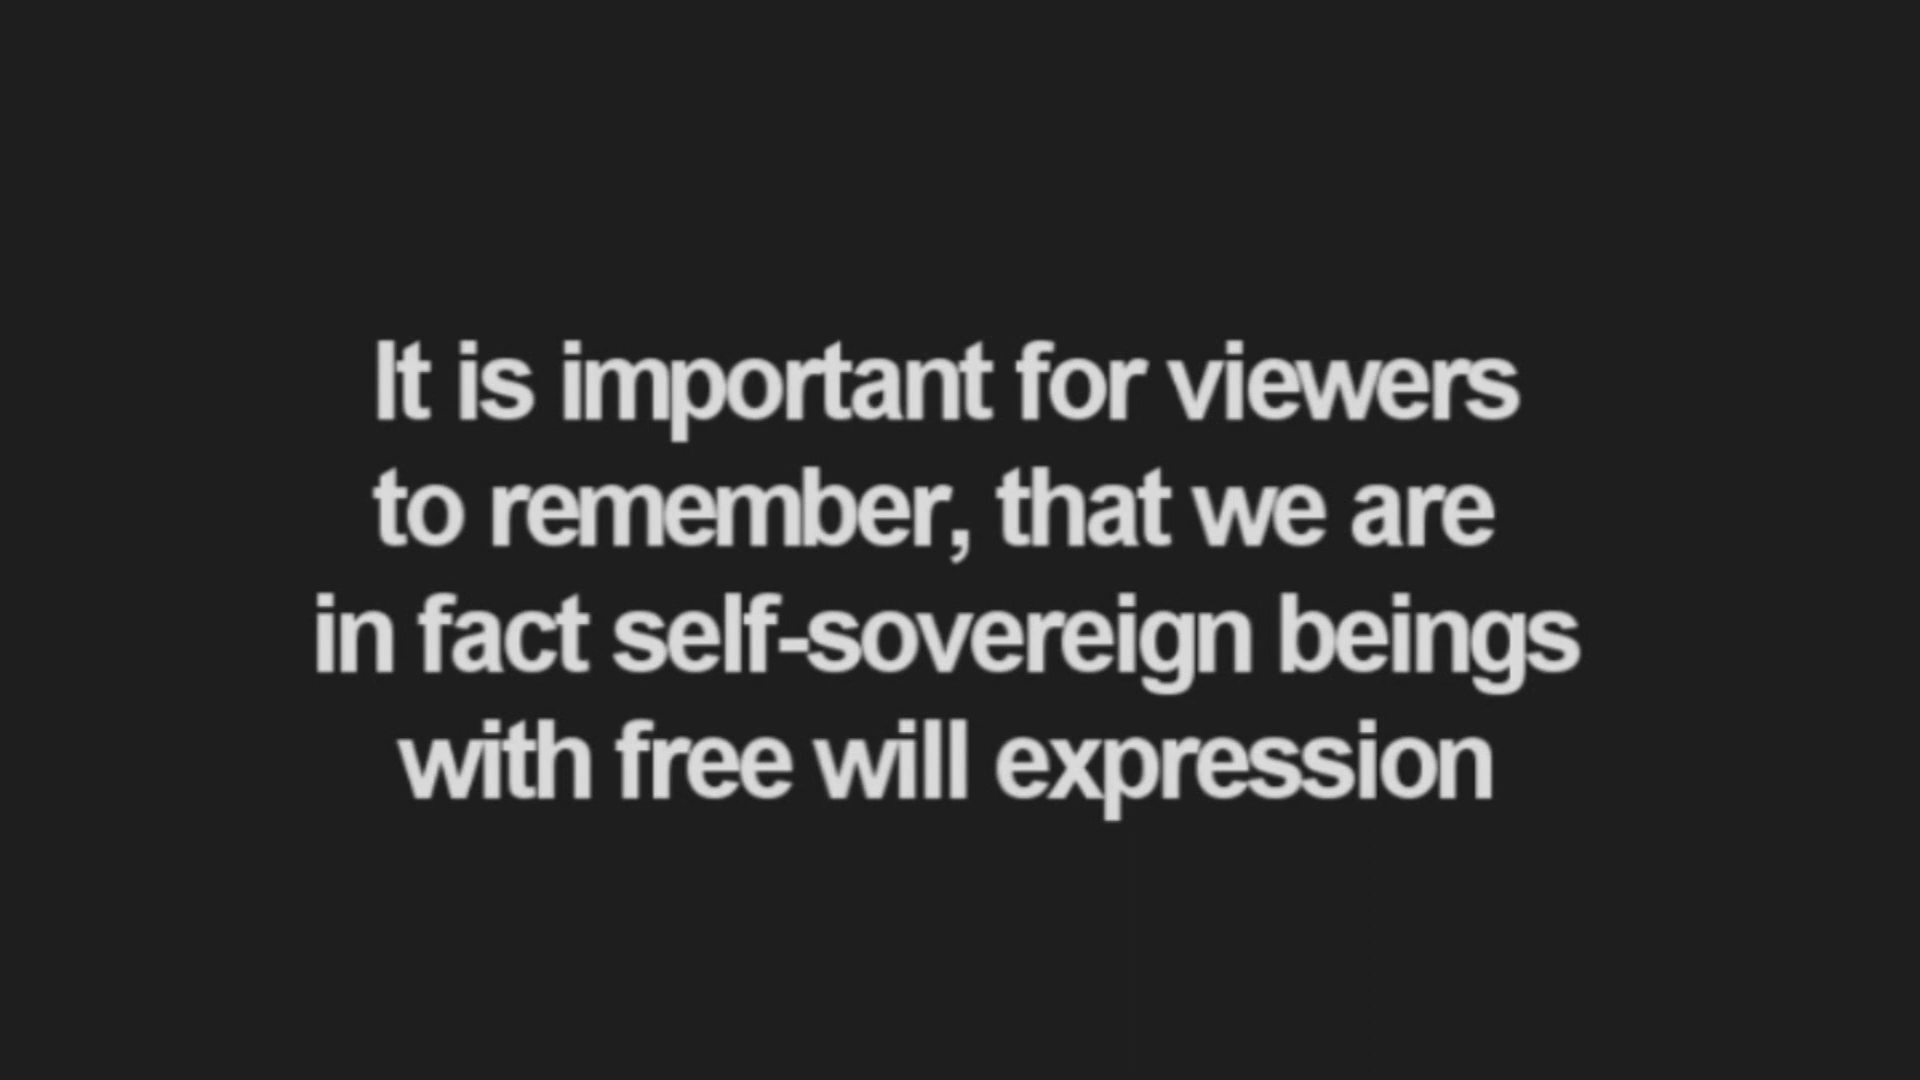 It is important for viewers
to remember, that we are
in fact self-sovereign beings
with free will expression